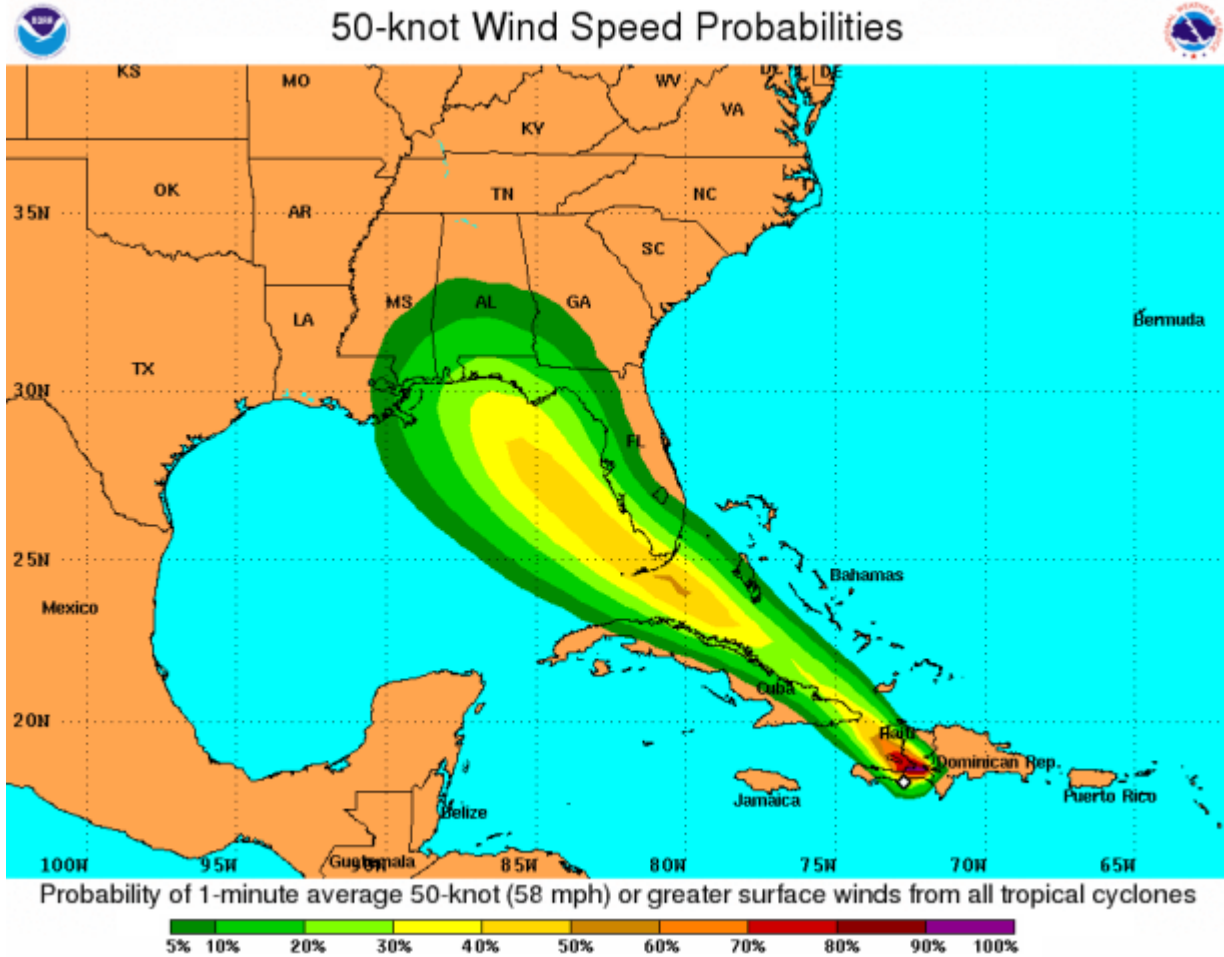 50-knot Wind Speed Probabilities
NOAA
KS
MO
WV
DE
VA
KY
OK
TN
NC
35N
AR
SC
MS
AL
GA
LA
Bermuda
TX
30N
FL
25N
Bahamas
Mexico
Cuba
20N
Haiti
Dominican Rep.
Jamaica
Puerto Rico
Belize
Guatemala
100W
95W
85W
80W
75W
70W
65W
Probability of 1-minute average 50-knot (58 mph) or greater surface winds from all tropical cyclones
5% 10% 20% 30% 40% 50% 60% 70% 80% 90% 100%